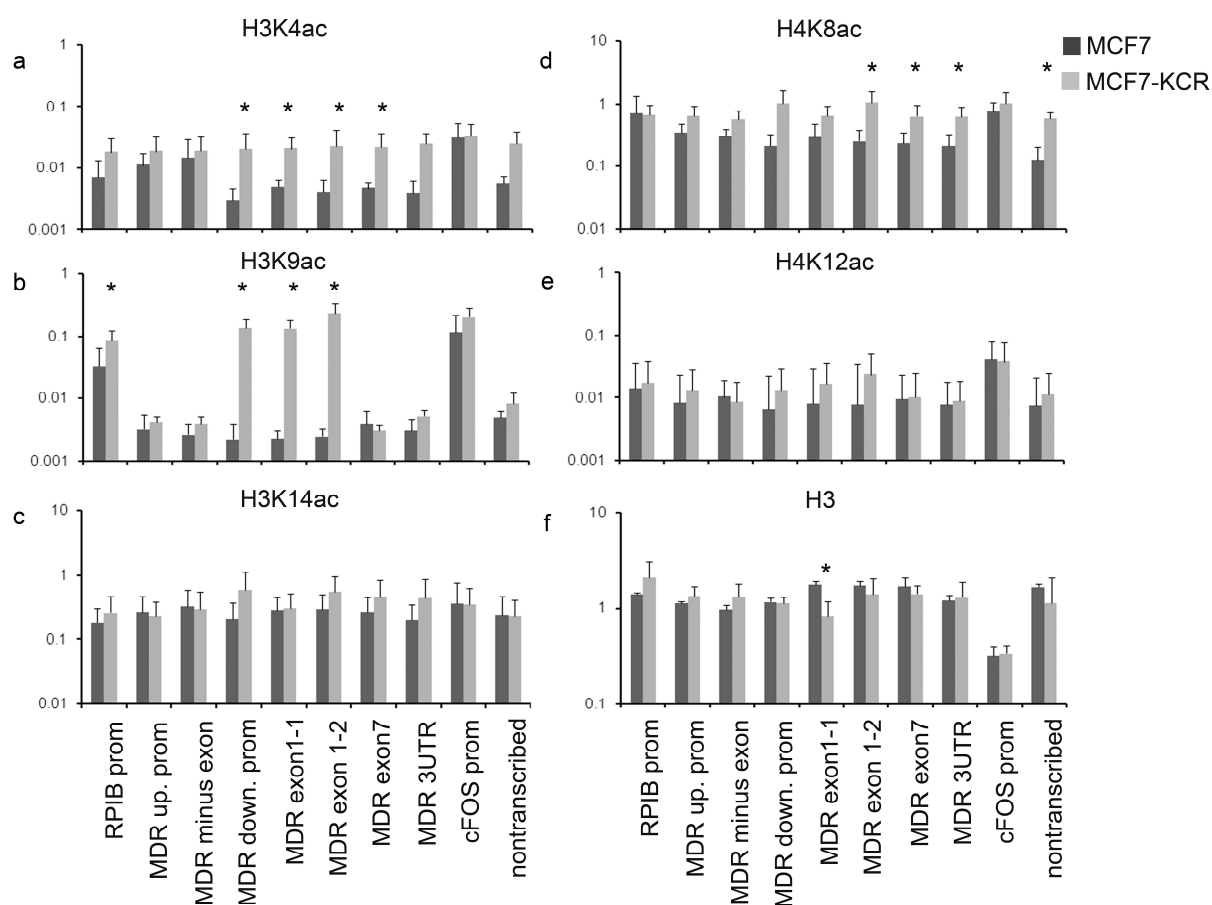 H3K4ac
a
1
0.1
0.01
0.001
H3K9ac
b
1
0.1
0.01
0.001
* * * *
* * * *
H3K14ac
c
10
1
0.1
0.01
RPIB prom
MDR up. prom
MDR minus exon
MDR down. prom
MDR exon1-1
MDR exon 1-2
MDR exon7
MDR 3UTR
cFOS prom
nontranscribed
H4K8ac
d
10
1
0.1
0.01
* * * *
MCF7
MCF7-KCR
H4K12ac
e
1
0.1
0.01
0.001
H3
f
10
1
0.1
*
RPIB prom
MDR up. prom
MDR minus exon
MDR down. prom
MDR exon1-1
MDR exon 1-2
MDR exon7
MDR 3UTR
cFOS prom
nontranscribed